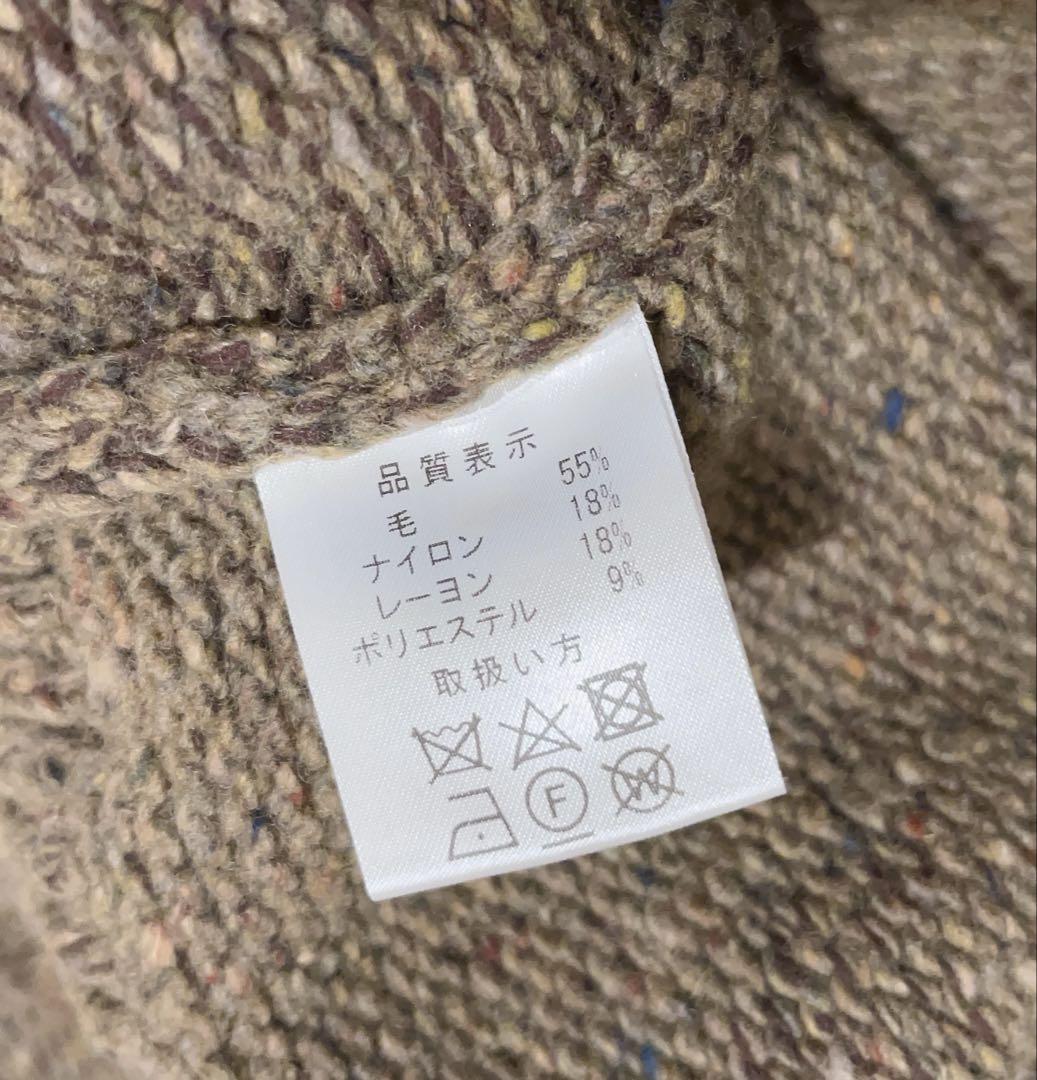 品質表示
毛 55%
ナイロン 18%
レーヨン 18%
ポリエステル 9%
取扱い方
F W